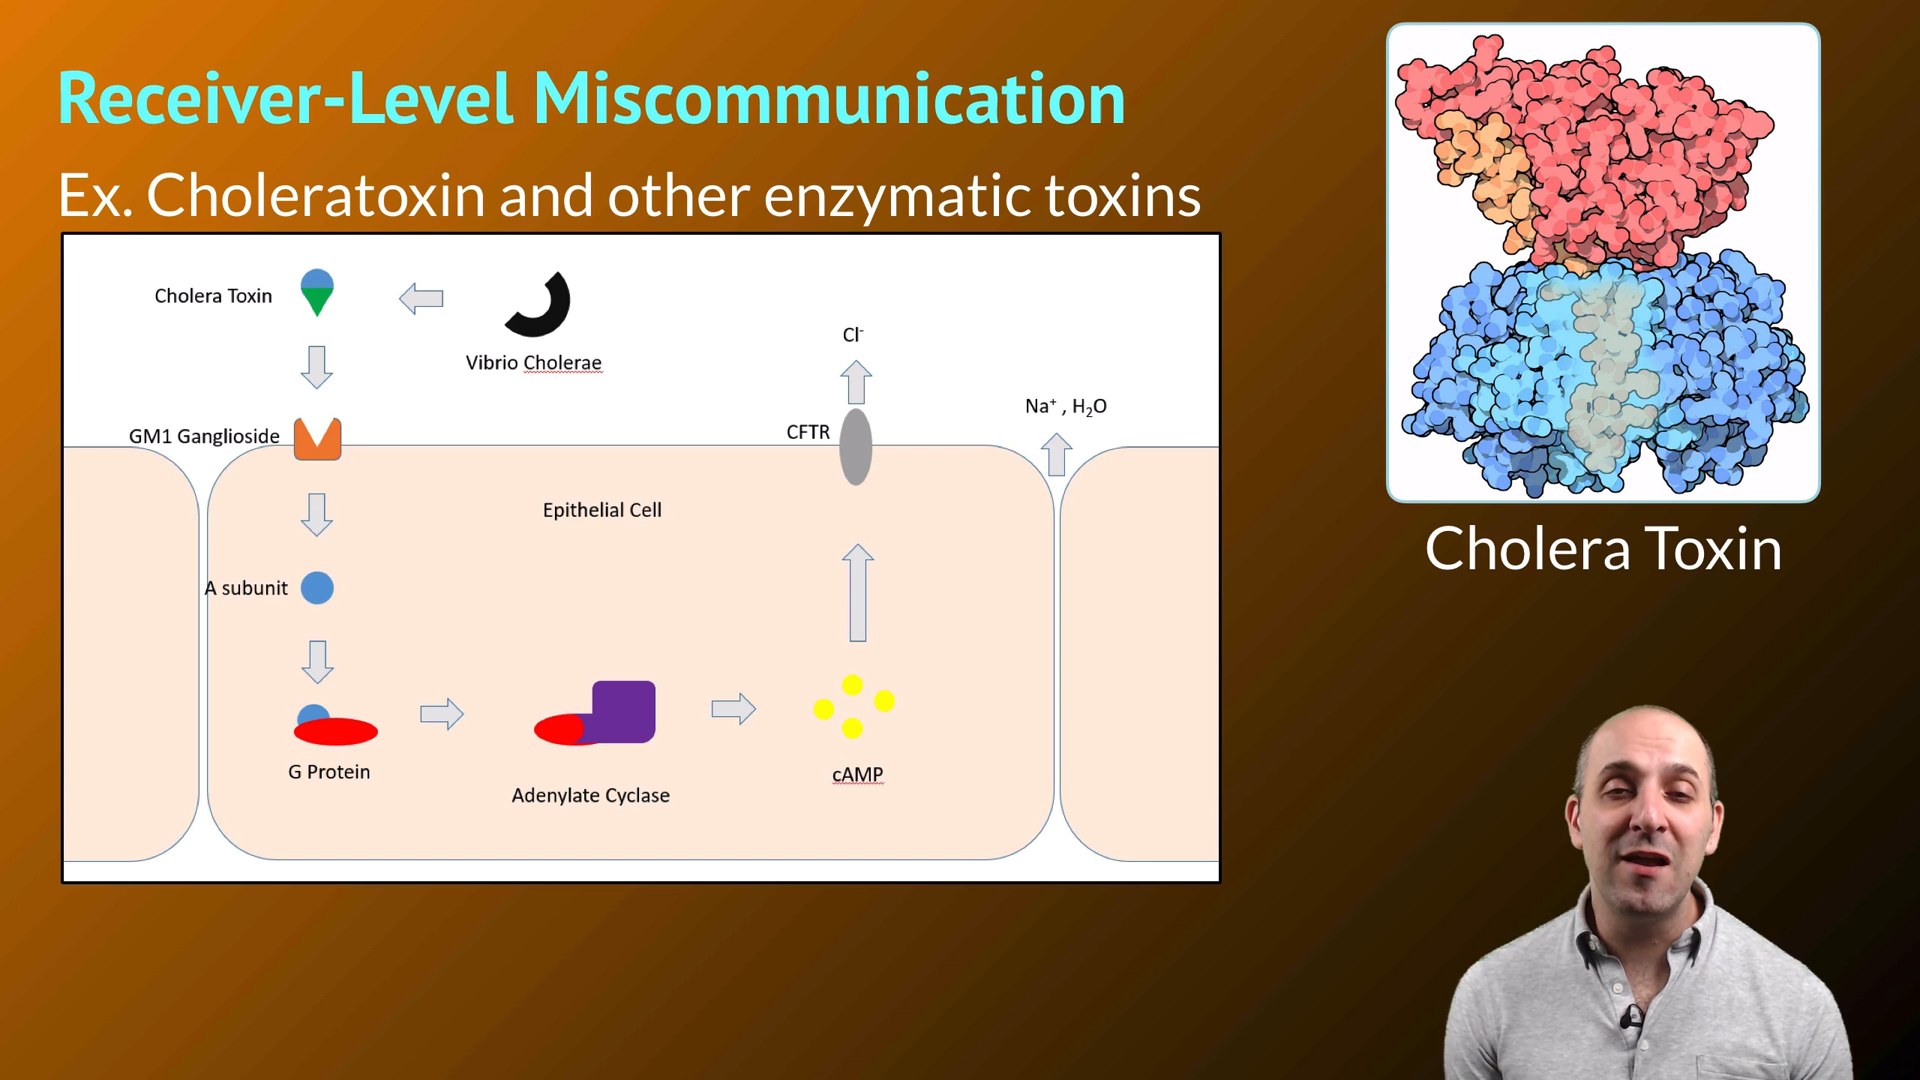 Receiver-Level Miscommunication
Ex. Choleratoxin and other enzymatic toxins
Cholera Toxin
Vibrio Cholerae
Cl-
Na+ , H2O
GM1 Ganglioside
CFTR
Epithelial Cell
A subunit
G Protein
Adenylate Cyclase
cAMP
Cholera Toxin